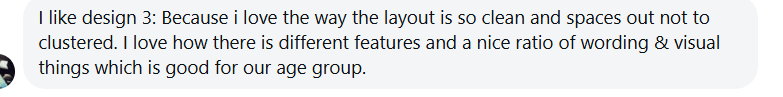 I like design 3: Because i love the way the layout is so clean and spaces out not to
clustered. I love how there is different features and a nice ratio of wording & visual
things which is good for our age group.